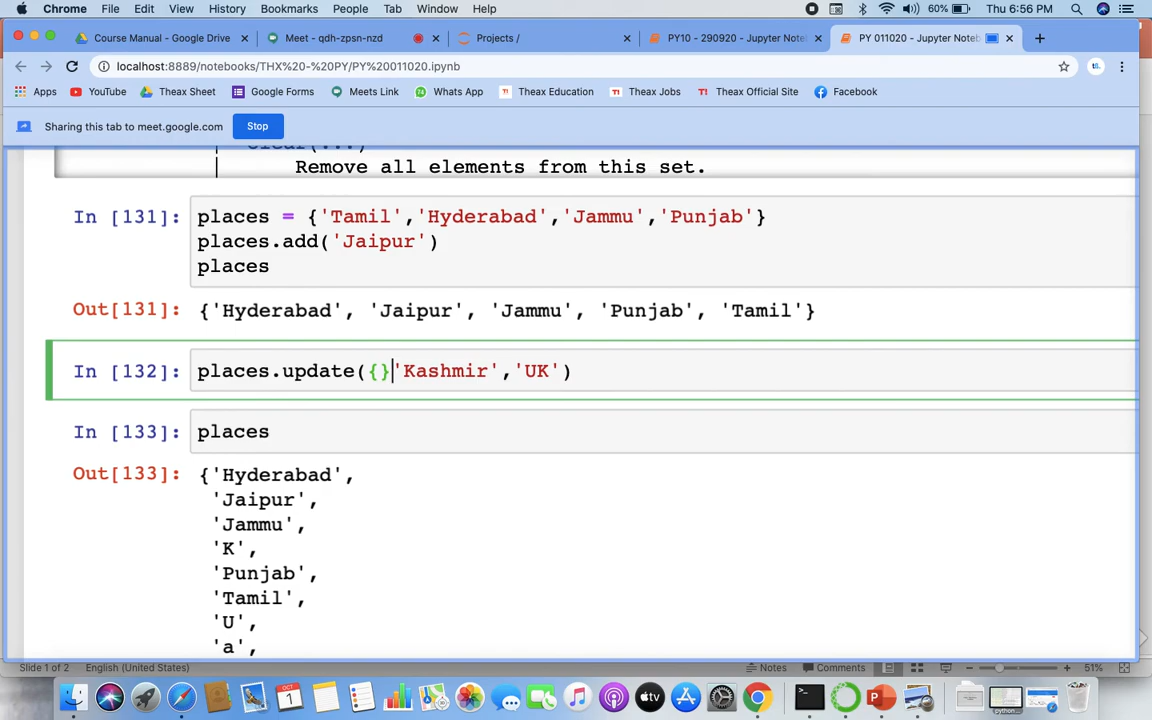 Chrome File Edit View History Bookmarks People Tab Window Help 60% Thu 6:56 PM
Course Manual - Google Drive Meet - qdh-zpsn-nzd Projects / PY10 - 290920 - Jupyter Note PY 011020 - Jupyter Notebook
localhost:8889/notebooks/THX%20-%20PY/PY%20011020.ipynb
Apps YouTube Theax Sheet Google Forms Meets Link Whats App Theax Education Theax Jobs Theax Official Site Facebook
Sharing this tab to meet.google.com Stop
clear(...)
Remove all elements from this set.
In [131]: places = {'Tamil','Hyderabad','Jammu','Punjab'}
places.add('Jaipur')
places
Out[131]: {'Hyderabad', 'Jaipur', 'Jammu', 'Punjab', 'Tamil'}
In [132]: places.update({}'Kashmir','UK')
In [133]: places
Out[133]: {'Hyderabad',
'Jaipur',
'Jammu',
'K',
'Punjab',
'Tamil',
'U',
'a',
Slide 1 of 2 English (United States) Notes Comments 51%